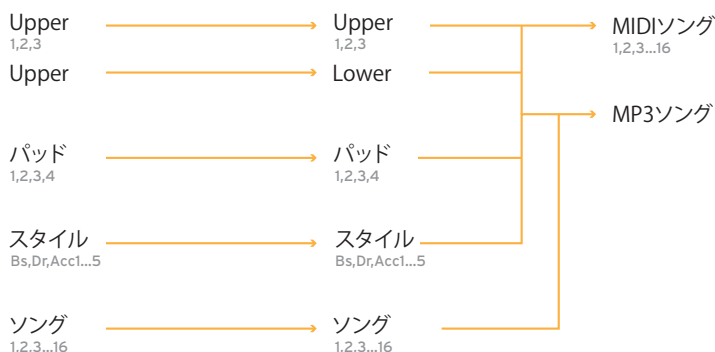 Upper
1,2,3
Upper
1,2,3
MIDIソング
1,2,3...16
Upper
Lower
MP3ソング
パッド
1,2,3,4
パッド
1,2,3,4
スタイル
Bs,Dr,Acc1...5
スタイル
Bs,Dr,Acc1...5
ソング
1,2,3...16
ソング
1,2,3...16